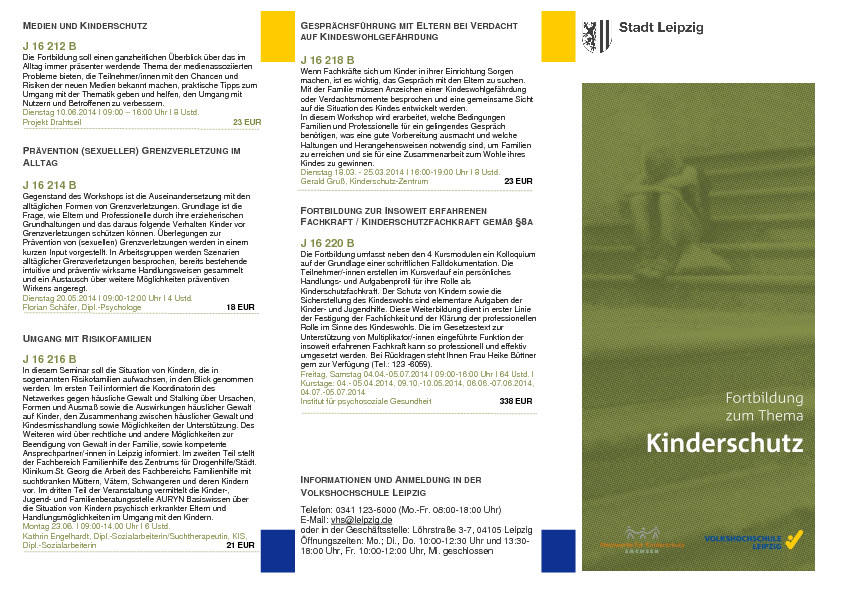 MEDIEN UND KINDERSCHUTZ
J 16 212 B
Die Fortbildung soll einen ganzheitlichen Überblick über das im
Alltag immer präsenter werdende Thema der medienassoziierten
Probleme bieten, die Teilnehmer/innen mit den Chancen und
Risiken der neuen Medien bekannt machen, praktische Tipps zum
Umgang mit der Thematik geben und helfen, den Umgang mit
Nutzern und Betroffenen zu verbessern.
Dienstag 10.06.2014 | 09:00 – 16:00 Uhr | 8 Ustd.
Projekt Drahtseil 23 EUR
PRÄVENTION (SEXUELLER) GRENZVERLETZUNG IM
ALLTAG
J 16 214 B
Gegenstand des Workshops ist die Auseinandersetzung mit den
alltäglichen Formen von Grenzverletzungen. Grundlage ist die
Frage, wie Eltern und Professionelle durch ihre erzieherischen
Grundhaltungen und das daraus folgende Verhalten Kinder vor
Grenzverletzungen schützen können. Überlegungen zur
Prävention von (sexuellen) Grenzverletzungen werden in einem
kurzen Input vorgestellt. In Arbeitsgruppen werden Szenarien
alltäglicher Grenzverletzungen besprochen, bereits bestehende
intuitive und präventiv wirksame Handlungsweisen gesammelt
und ein Austausch über weitere Möglichkeiten präventiven
Wirkens angeregt.
Dienstag 20.05.2014 | 09:00-12:00 Uhr | 4 Ustd.
Florian Schäfer, Dipl.-Psychologe 18 EUR
UMGANG MIT RISIKOFAMILIEN
J 16 216 B
In diesem Seminar soll die Situation von Kindern, die in
sogenannten Risikofamilien aufwachsen, in den Blick genommen
werden. Im ersten Teil informiert die Koordinatorin des
Netzwerkes gegen häusliche Gewalt und Stalking über Ursachen,
Formen und Ausmaß sowie die Auswirkungen häuslicher Gewalt
auf Kinder, den Zusammenhang zwischen häuslicher Gewalt und
Kindesmisshandlung sowie Möglichkeiten der Unterstützung. Des
Weiteren wird über rechtliche und andere Möglichkeiten zur
Beendigung von Gewalt in der Familie, sowie kompetente
Ansprechpartner/-innen in Leipzig informiert. Im zweiten Teil stellt
der Fachbereich Familienhilfe des Zentrums für Drogenhilfe/Städt.
Klinikum St. Georg die Arbeit des Fachbereichs Familienhilfe mit
suchtkranken Müttern, Vätern, Schwangeren und deren Kindern
vor. Im dritten Teil der Veranstaltung vermittelt die Kinder-,
Jugend- und Familienberatungsstelle AURYN Basiswissen über
die Situation von Kindern psychisch erkrankter Eltern und
Handlungsmöglichkeiten im Umgang mit den Kindern.
Montag 23.06. | 09:00-14.00 Uhr | 6 Ustd.
Kathrin Engelhardt, Dipl.-Sozialarbeiterin/Suchttherapeutin, KIS,
Dipl.-Sozialarbeiterin 21 EUR
GESPRÄCHSFÜHRUNG MIT ELTERN BEI VERDACHT
AUF KINDESWOHLGEFÄHRDUNG
J 16 218 B
Wenn Fachkräfte sich um Kinder in ihrer Einrichtung Sorgen
machen, ist es wichtig, das Gespräch mit den Eltern zu suchen.
Mit der Familie müssen Anzeichen einer Kindeswohlgefährdung
oder Verdachtsmomente besprochen und eine gemeinsame Sicht
auf die Situation des Kindes entwickelt werden.
In diesem Workshop wird erarbeitet, welche Bedingungen
Familien und Professionelle für ein gelingendes Gespräch
benötigen, was eine gute Vorbereitung ausmacht und welche
Haltungen und Herangehensweisen notwendig sind, um Familien
zu erreichen und sie für eine Zusammenarbeit zum Wohle ihres
Kindes zu gewinnen.
Dienstag 18.03. - 25.03.2014 | 16:00-19:00 Uhr | 8 Ustd.
Gerald Gruß, Kinderschutz-Zentrum 23 EUR
FORTBILDUNG ZUR INSOWEIT ERFAHRENEN
FACHKRAFT / KINDERSCHUTZFACHKRAFT GEMÄß §8A
J 16 220 B
Die Fortbildung umfasst neben den 4 Kursmodulen ein Kolloquium
auf der Grundlage einer schriftlichen Falldokumentation. Die
Teilnehmer/-innen erstellen im Kursverlauf ein persönliches
Handlungs- und Aufgabenprofil für ihre Rolle als
Kinderschutzfachkraft. Der Schutz von Kindern sowie die
Sicherstellung des Kindeswohls sind elementare Aufgaben der
Kinder- und Jugendhilfe. Diese Weiterbildung dient in erster Linie
der Festigung der Fachlichkeit und der Klärung der professionellen
Rolle im Sinne des Kindeswohls. Die im Gesetzestext zur
Unterstützung von Multiplikator/-innen eingeführte Funktion der
insoweit erfahrenen Fachkraft kann so professionell und effektiv
umgesetzt werden. Bei Rückfragen steht Ihnen Frau Heike Büttner
gern zur Verfügung (Tel.: 123 -6059).
Freitag, Samstag 04.04.-05.07.2014 | 09:00-16:00 Uhr | 64 Ustd. |
Kurstage: 04.- 05.04.2014, 09.10.-10.05.2014, 06.06.-07.06.2014,
04.07.-05.07.2014
Institut für psychosoziale Gesundheit 338 EUR
INFORMATIONEN UND ANMELDUNG IN DER
VOLKSHOCHSCHULE LEIPZIG
Telefon: 0341 123-6000 (Mo.-Fr. 08:00-18:00 Uhr)
E-Mail: vhs@leipzig.de
oder in der Geschäftsstelle: Löhrstraße 3-7, 04105 Leipzig
Öffnungszeiten: Mo.; Di., Do. 10:00-12:30 Uhr und 13:30-
18:00 Uhr, Fr. 10:00-12:00 Uhr, Mi. geschlossen
Stadt Leipzig
Fortbildung
zum Thema
Kinderschutz
SACHSEN
VOLKSHOCHSCHULE
LEIPZIG